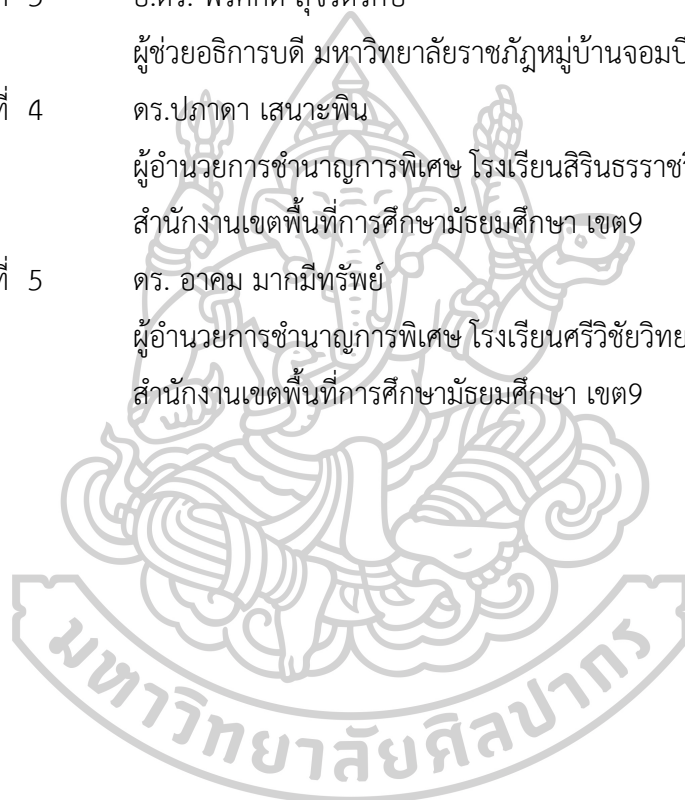 3
ผู้ช่วยอธิการบดี มหาวิทยาลัยราชภัฏหมู่บ้านจอมบึ
ที่ 4 ดร.ปภาดา เสนาะพิน
ผู้อำนวยการชำนาญการพิเศษ โรงเรียนสิรินธรราช
สำนักงานเขตพื้นที่การศึกษามัธยมศึกษา เขต9
ที่ 5 ดร. อาคม มากมีทรัพย์
ผู้อำนวยการชำนาญการพิเศษ โรงเรียนศรีวิชัยวิทย
สำนักงานเขตพื้นที่การศึกษามัธยมศึกษา เขต9
มหาวิทยาลัยศิลปากร